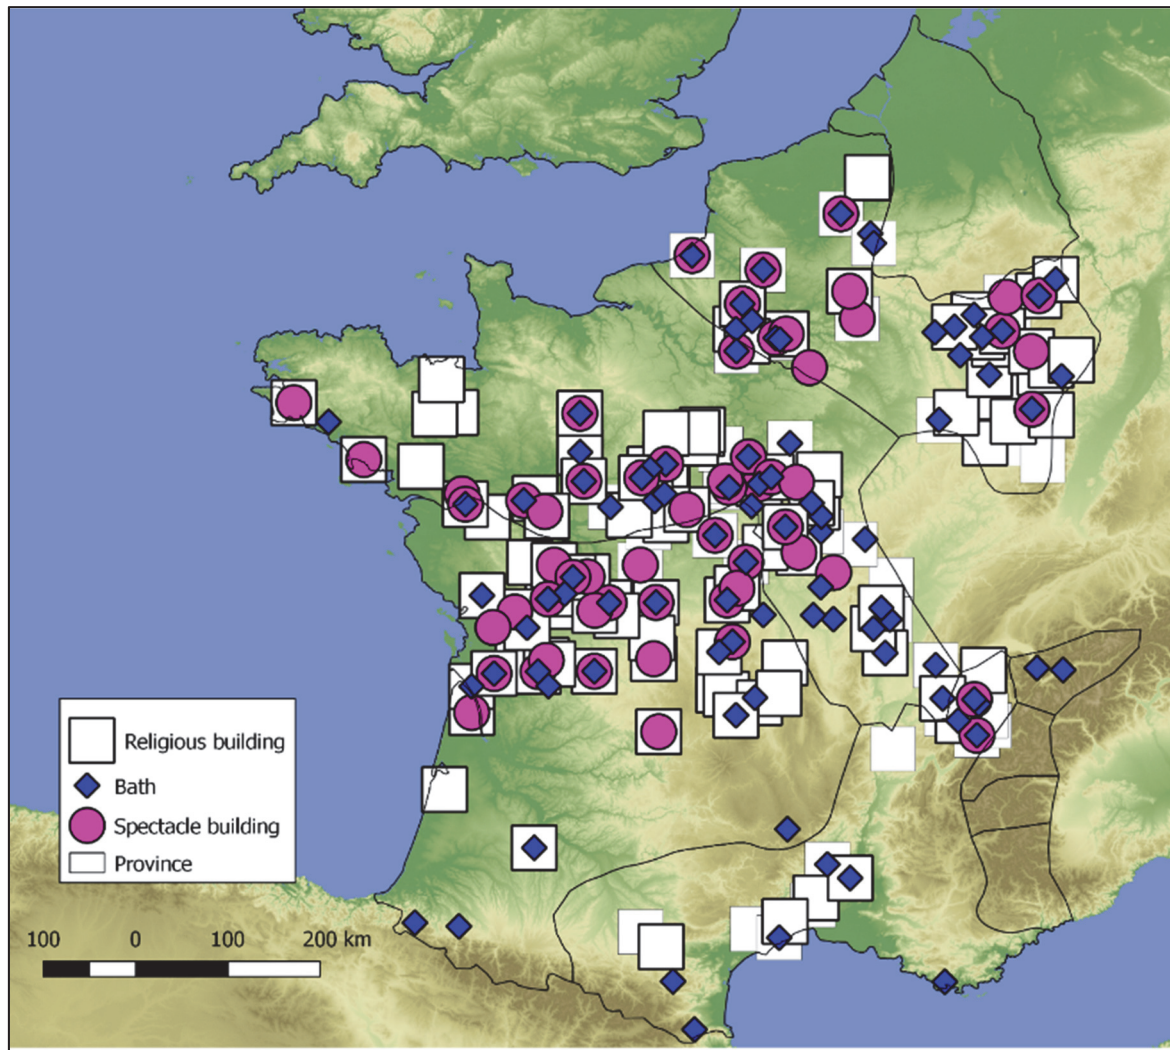 Religious building
Bath
Spectacle building
Province
100 0 100 200 km